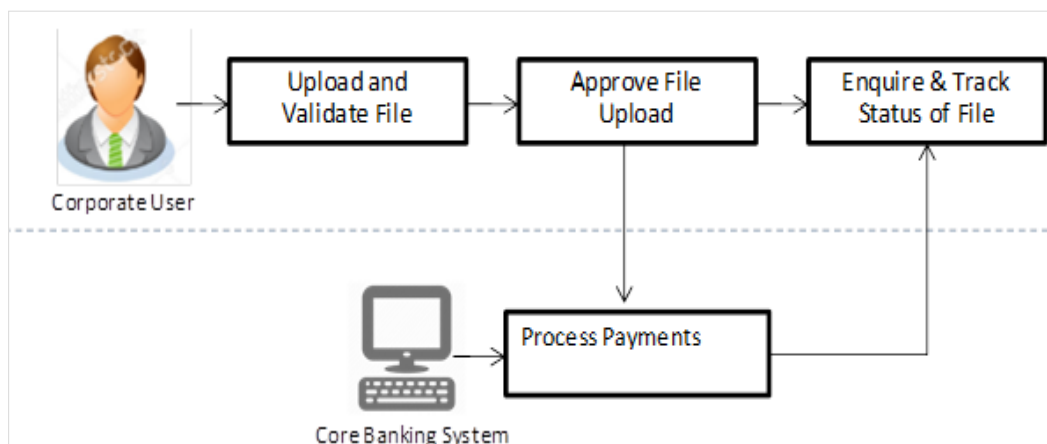 Upload and
Validate File
Approve File
Upload
Enquire & Track
Status of File
Corporate User
Process Payments
Core Banking System